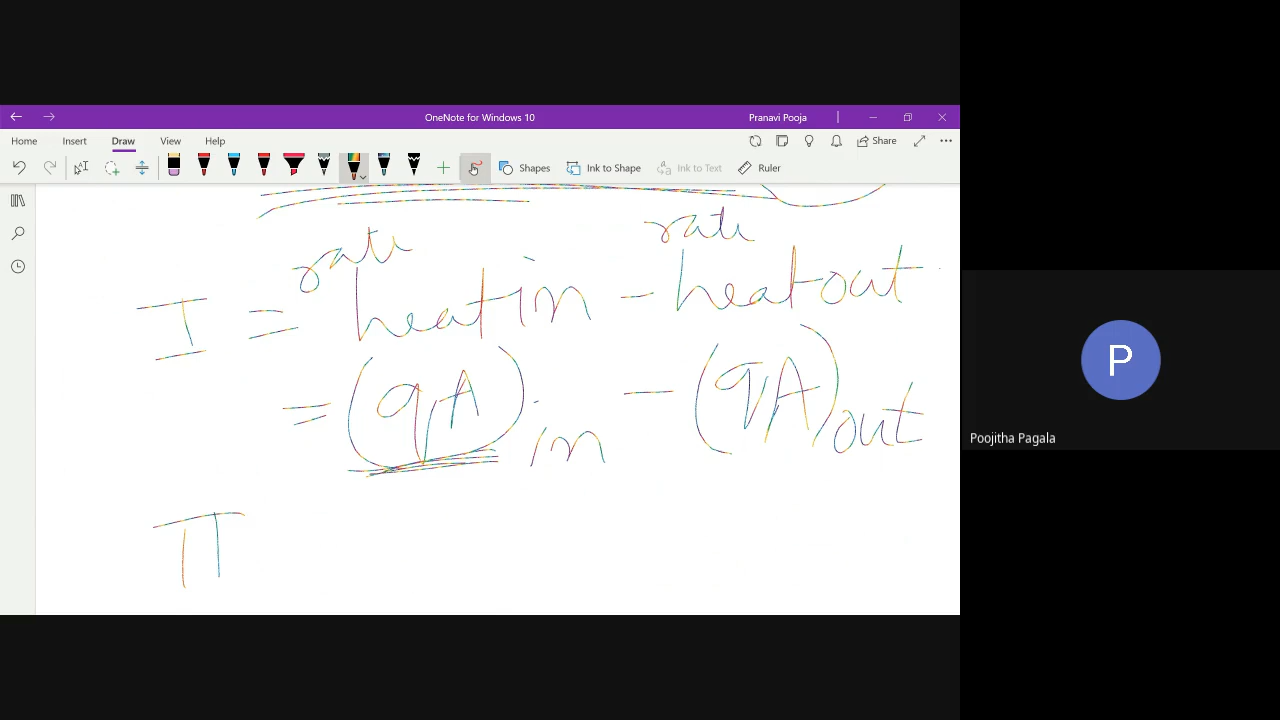 OneNote for Windows 10
Pranavi Pooja
Home Insert Draw View Help
Share
Shapes Ink to Shape Ink to Text Ruler
rate rate
I = heat in - heat out
= (qA) in - (qA) out
II
P
Poojitha Pagala